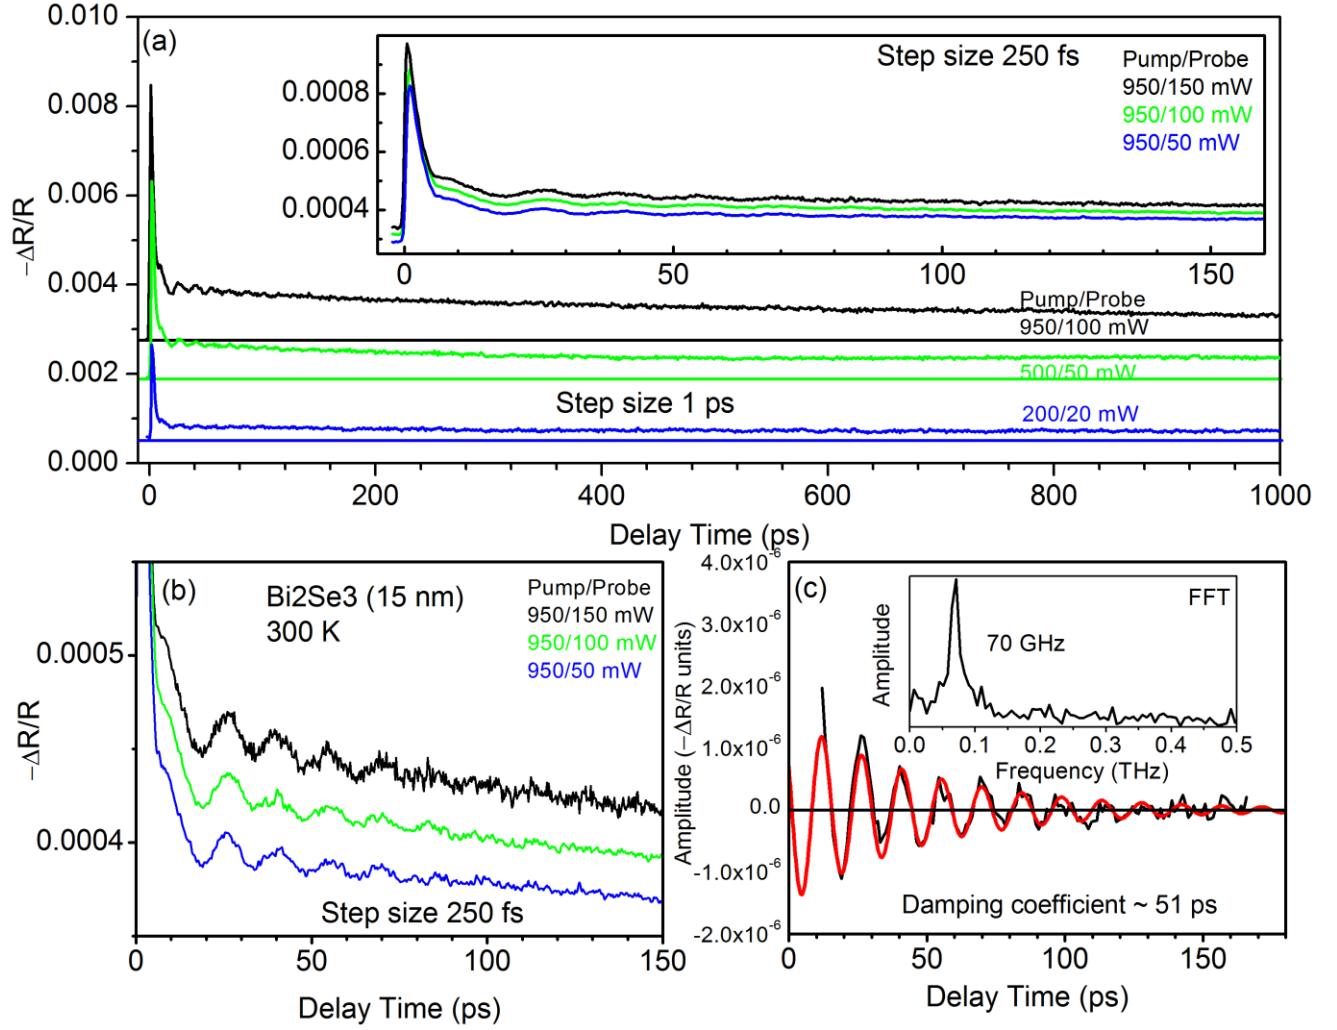 (a)
Step size 250 fs
Pump/Probe
950/150 mW
950/100 mW
950/50 mW
0.0008
0.0006
0.0004
0 50 100 150
0.010
0.008
0.006
0.004
0.002
0.000
−ΔR/R
Pump/Probe
950/100 mW
500/50 mW
200/20 mW
Step size 1 ps
0 200 400 600 800 1000
Delay Time (ps)
(b)
Bi2Se3 (15 nm)
300 K
Pump/Probe
950/150 mW
950/100 mW
950/50 mW
0.0005
0.0004
−ΔR/R
Step size 250 fs
0 50 100 150
Delay Time (ps)
(c)
4.0x10-6
3.0x10-6
2.0x10-6
1.0x10-6
0.0
-1.0x10-6
-2.0x10-6
Amplitude (−ΔR/R units)
FFT
70 GHz
Amplitude
0.0 0.1 0.2 0.3 0.4 0.5
Frequency (THz)
Damping coefficient ~ 51 ps
0 50 100 150
Delay Time (ps)